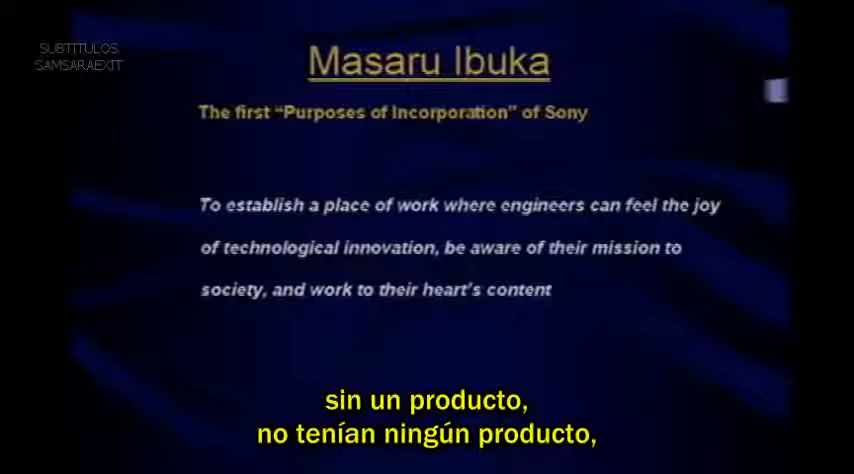 SUBTITULOS
SAMSARAEXIT
Masaru Ibuka
The first “Purposes of Incorporation” of Sony
To establish a place of work where engineers can feel the joy
of technological innovation, be aware of their mission to
society, and work to their heart's content
sin un producto,
no tenían ningún producto,